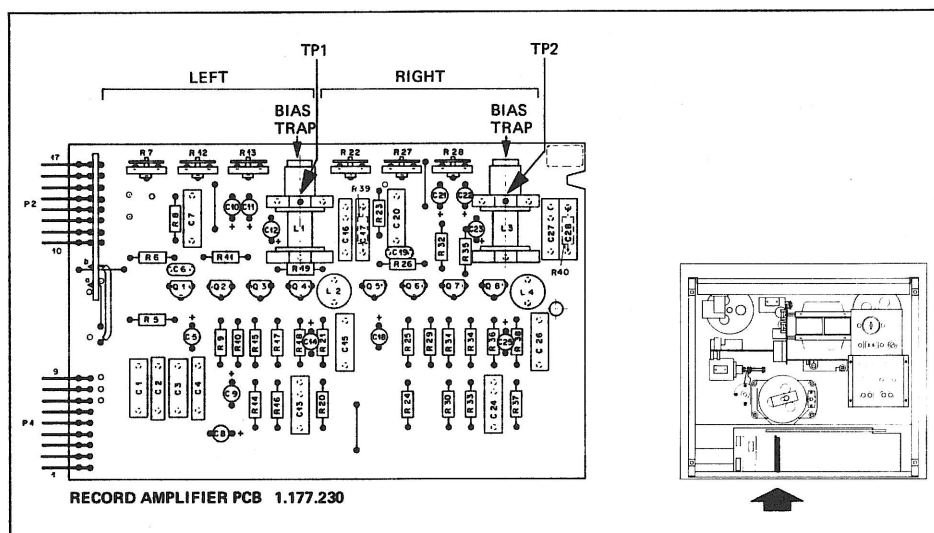 TP1 TP2
LEFT RIGHT
BIAS TRAP BIAS TRAP
17 R 7 R 12 R 13 R 22 R 27 R 28
R 39
P2
R 8 C 7 C10 C11 C12 L 1 C 16 C 47 R 23 C 20 C21 C22 C23 L 3 C 27 C 28
10 R 6 R 41 R 49 C19 R 26 R 32 R 35 R40
b C 6
a Q 1 Q 2 Q 3 Q 4 L 2 Q 5 Q 6 Q 7 Q 8 L 4
R 5 C 5 R 9 R 10 R 15 R 17 R 18 C14 R 21 C 15 C18 R 25 R 29 R 31 R 34 R 36 C25 R 38 C 26
9 C 1 C 2 C 3 C 4 C 9 R 14 R 16 C 13 R 20 R 24 R 30 R 33 C 24 R 37
P4
C 8
1
RECORD AMPLIFIER PCB 1.177.230